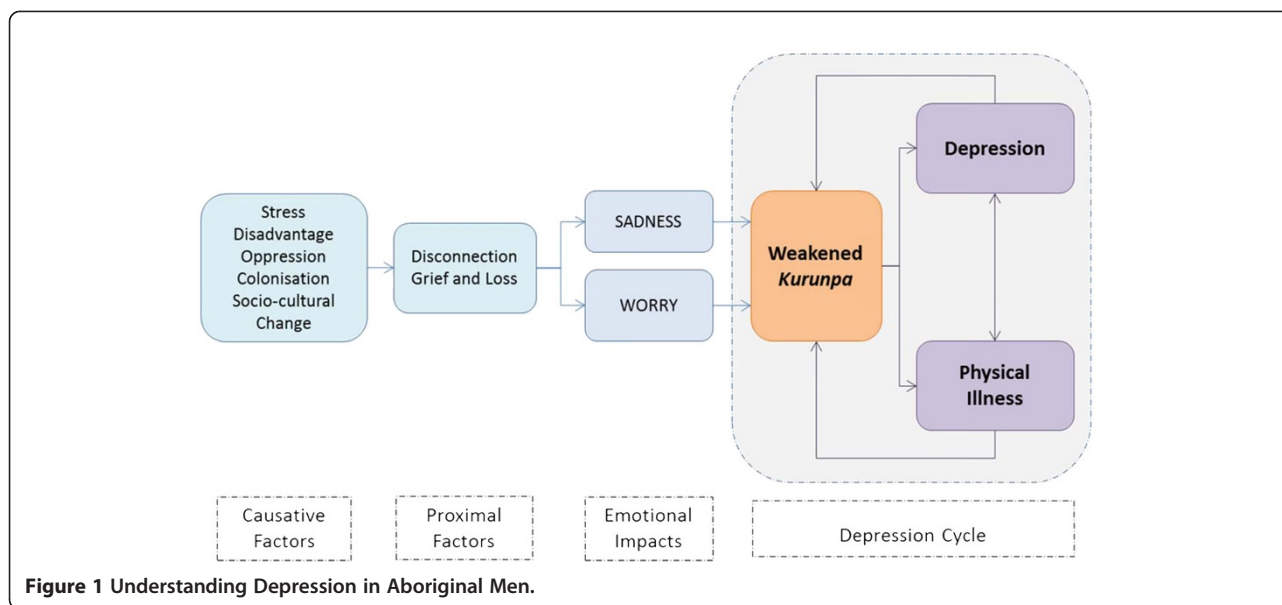 Stress
Disadvantage
Oppression
Colonisation
Socio-cultural
Change
Disconnection
Grief and Loss
SADNESS
WORRY
Weakened
Kurunpa
Depression
Physical
Illness
Causative
Factors
Proximal
Factors
Emotional
Impacts
Depression Cycle
Figure 1 Understanding Depression in Aboriginal Men.